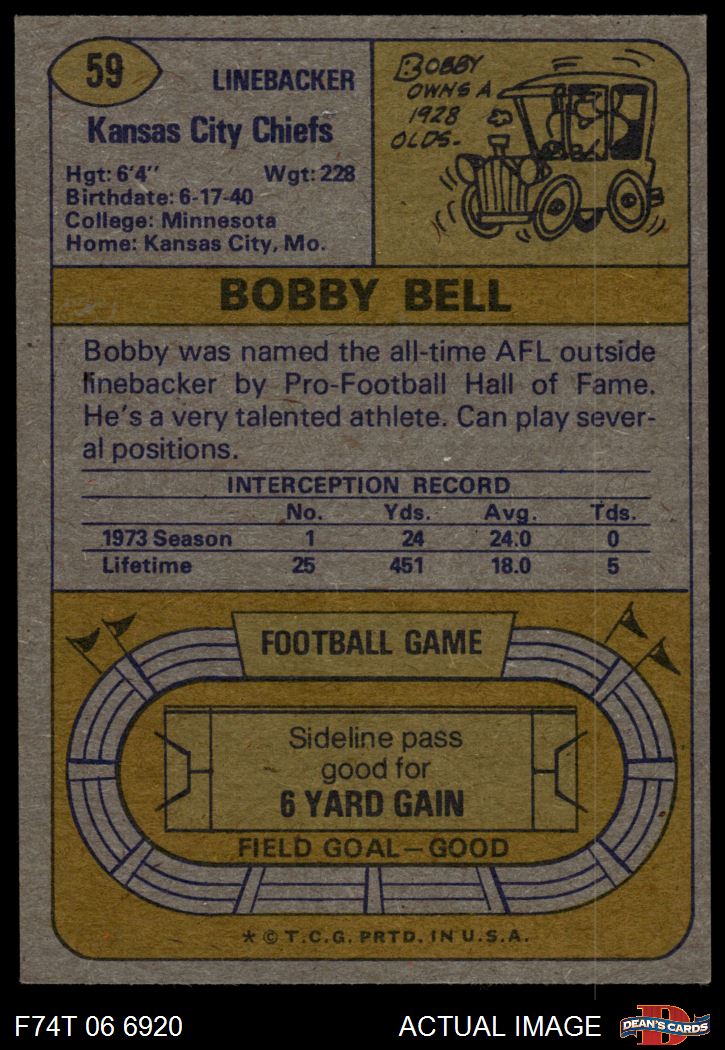 59
LINEBACKER
Kansas City Chiefs
Hgt: 6'4" Wgt: 228
Birthdate: 6-17-40
College: Minnesota
Home: Kansas City, Mo.
BOBBY
OWNS A
1928
OLDS.
BOBBY BELL
Bobby was named the all-time AFL outside
linebacker by Pro-Football Hall of Fame.
He's a very talented athlete. Can play sever-
al positions.
INTERCEPTION RECORD
No. Yds. Avg. Tds.
1973 Season 1 24 24.0 0
Lifetime 25 451 18.0 5
FOOTBALL GAME
Sideline pass
good for
6 YARD GAIN
FIELD GOAL—GOOD
* © T.C.G. PRTD. IN U.S.A.
F74T 06 6920 ACTUAL IMAGE
D
DEAN'S CARDS